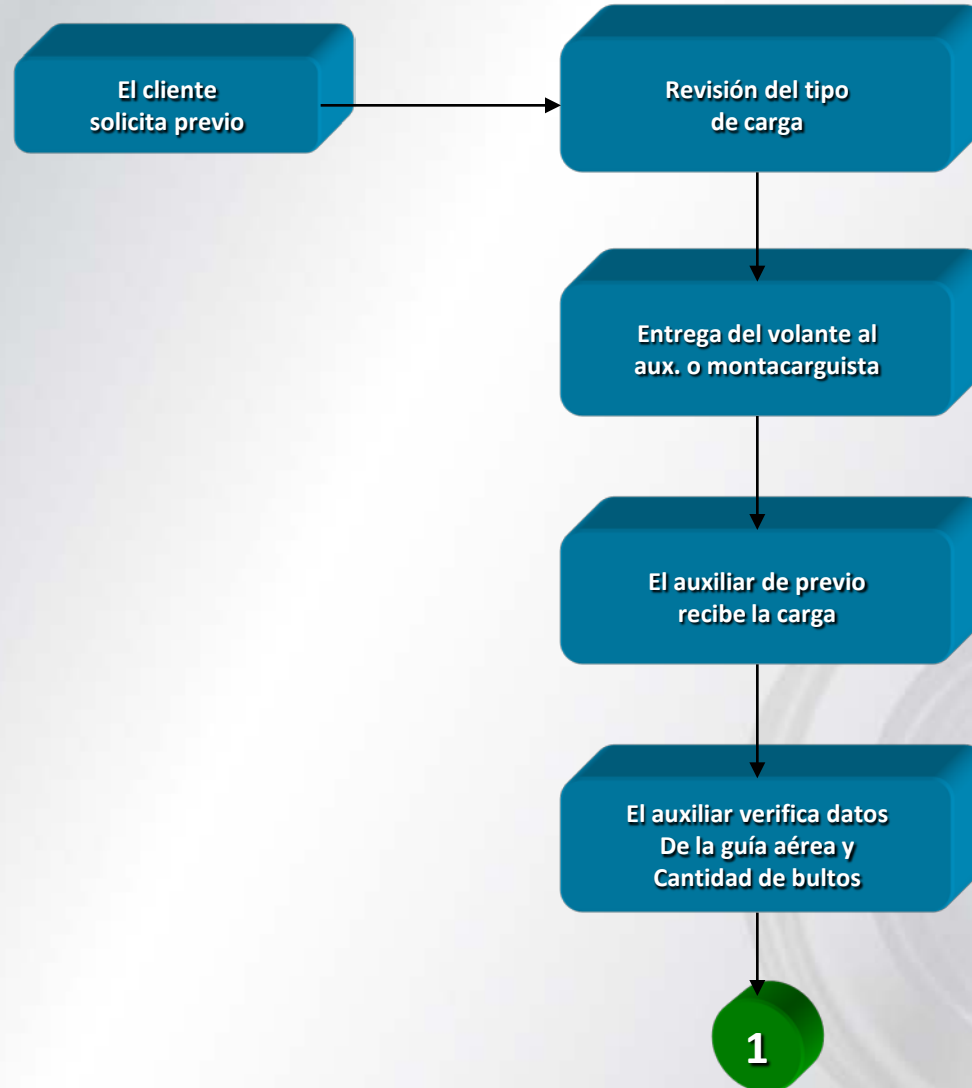 El cliente
solicita previo
Revisión del tipo
de carga
Entrega del volante al
aux. o montacarguista
El auxiliar de previo
recibe la carga
El auxiliar verifica datos
De la guía aérea y
Cantidad de bultos
1